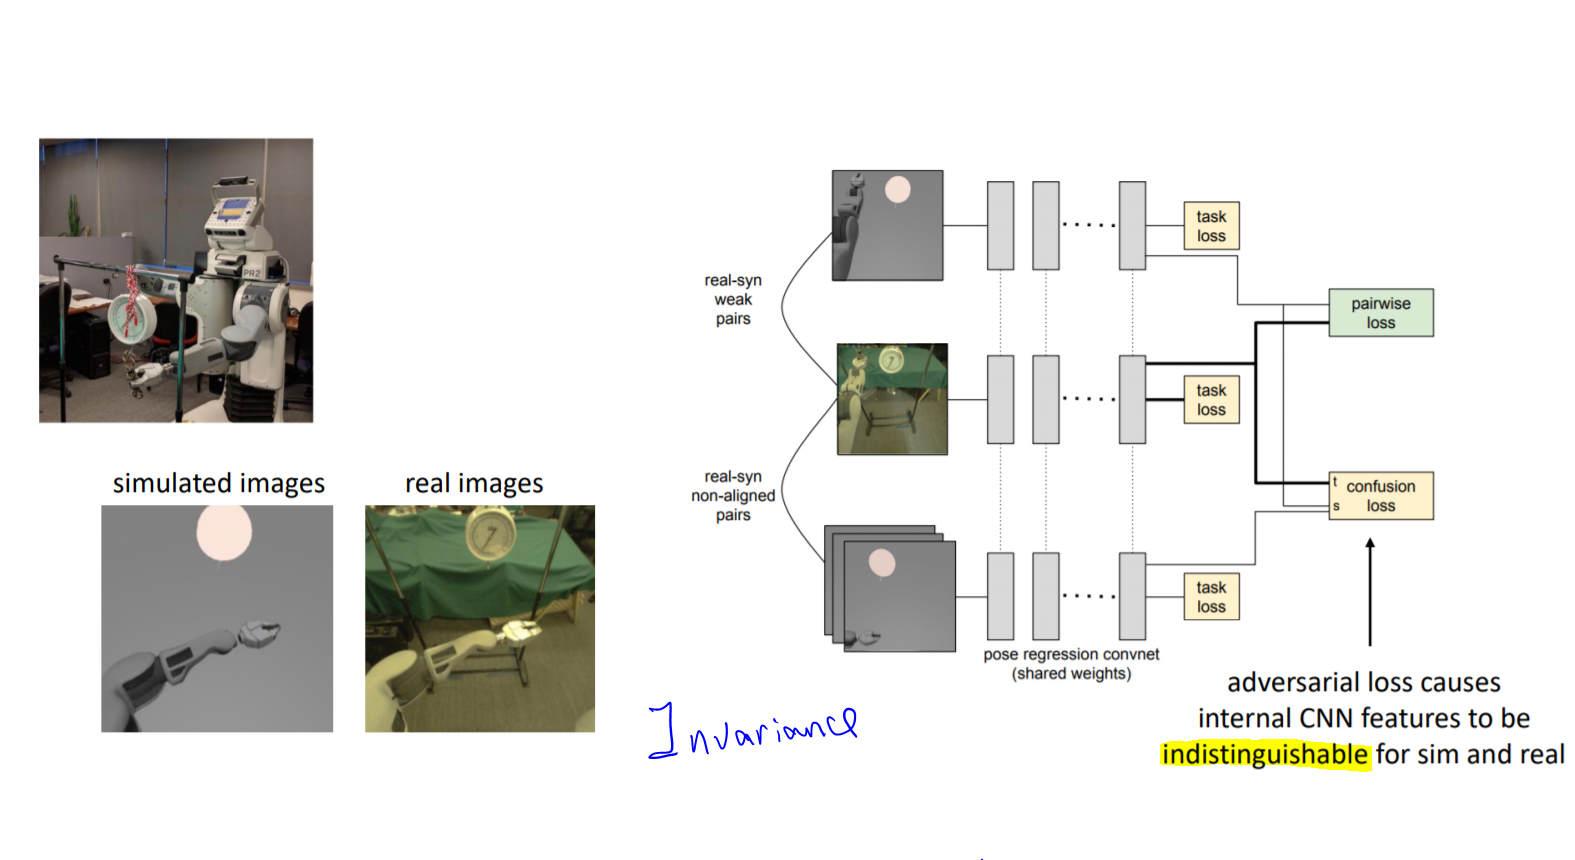 PR2
simulated images
real images
real-syn
weak
pairs
real-syn
non-aligned
pairs
task
loss
task
loss
task
loss
pairwise
loss
t
s
confusion
loss
pose regression convnet
(shared weights)
adversarial loss causes
internal CNN features to be
indistinguishable for sim and real
Invariance